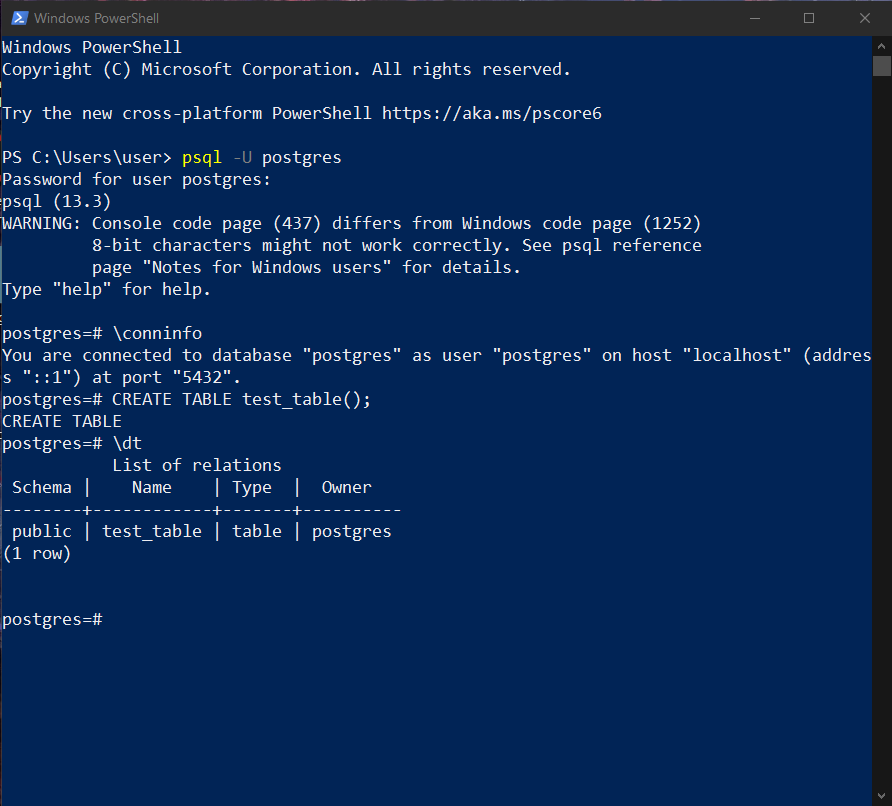 Windows PowerShell
Windows PowerShell
Copyright (C) Microsoft Corporation. All rights reserved.
Try the new cross-platform PowerShell https://aka.ms/pscore6
PS C:\Users\user> psql -U postgres
Password for user postgres:
psql (13.3)
WARNING: Console code page (437) differs from Windows code page (1252)
         8-bit characters might not work correctly. See psql reference
         page "Notes for Windows users" for details.
Type "help" for help.
postgres=# \conninfo
You are connected to database "postgres" as user "postgres" on host "localhost" (addres
s "::1") at port "5432".
postgres=# CREATE TABLE test_table();
CREATE TABLE
postgres=# \dt
           List of relations
 Schema |    Name    | Type  |  Owner
--------+------------+-------+----------
 public | test_table | table | postgres
(1 row)
postgres=#